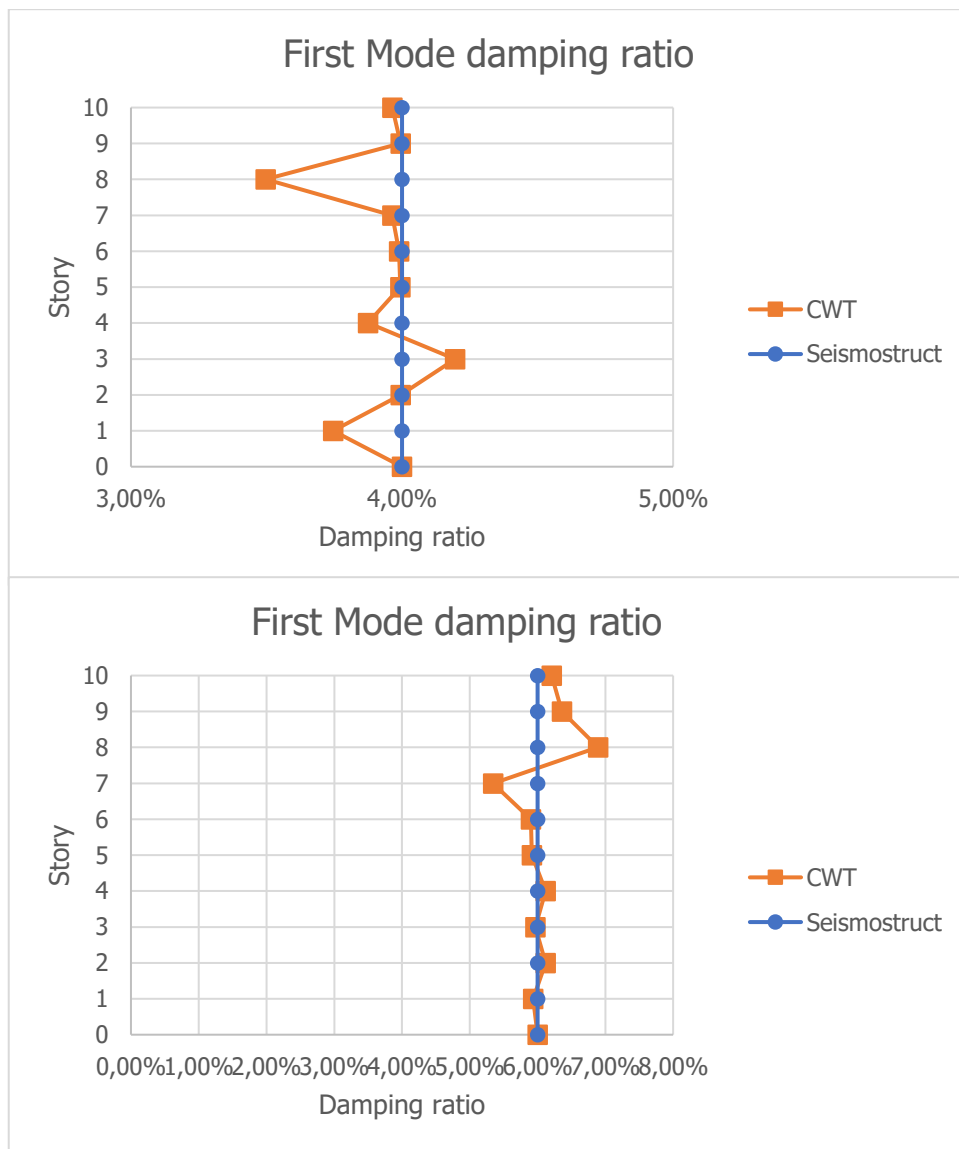 First Mode damping ratio
10
9
8
7
6
5
4
3
2
1
0
Story
3,00% 4,00% 5,00%
Damping ratio
CWT
Seismostruct
First Mode damping ratio
10
9
8
7
6
5
4
3
2
1
0
Story
0,00% 1,00% 2,00% 3,00% 4,00% 5,00% 6,00% 7,00% 8,00%
Damping ratio
CWT
Seismostruct